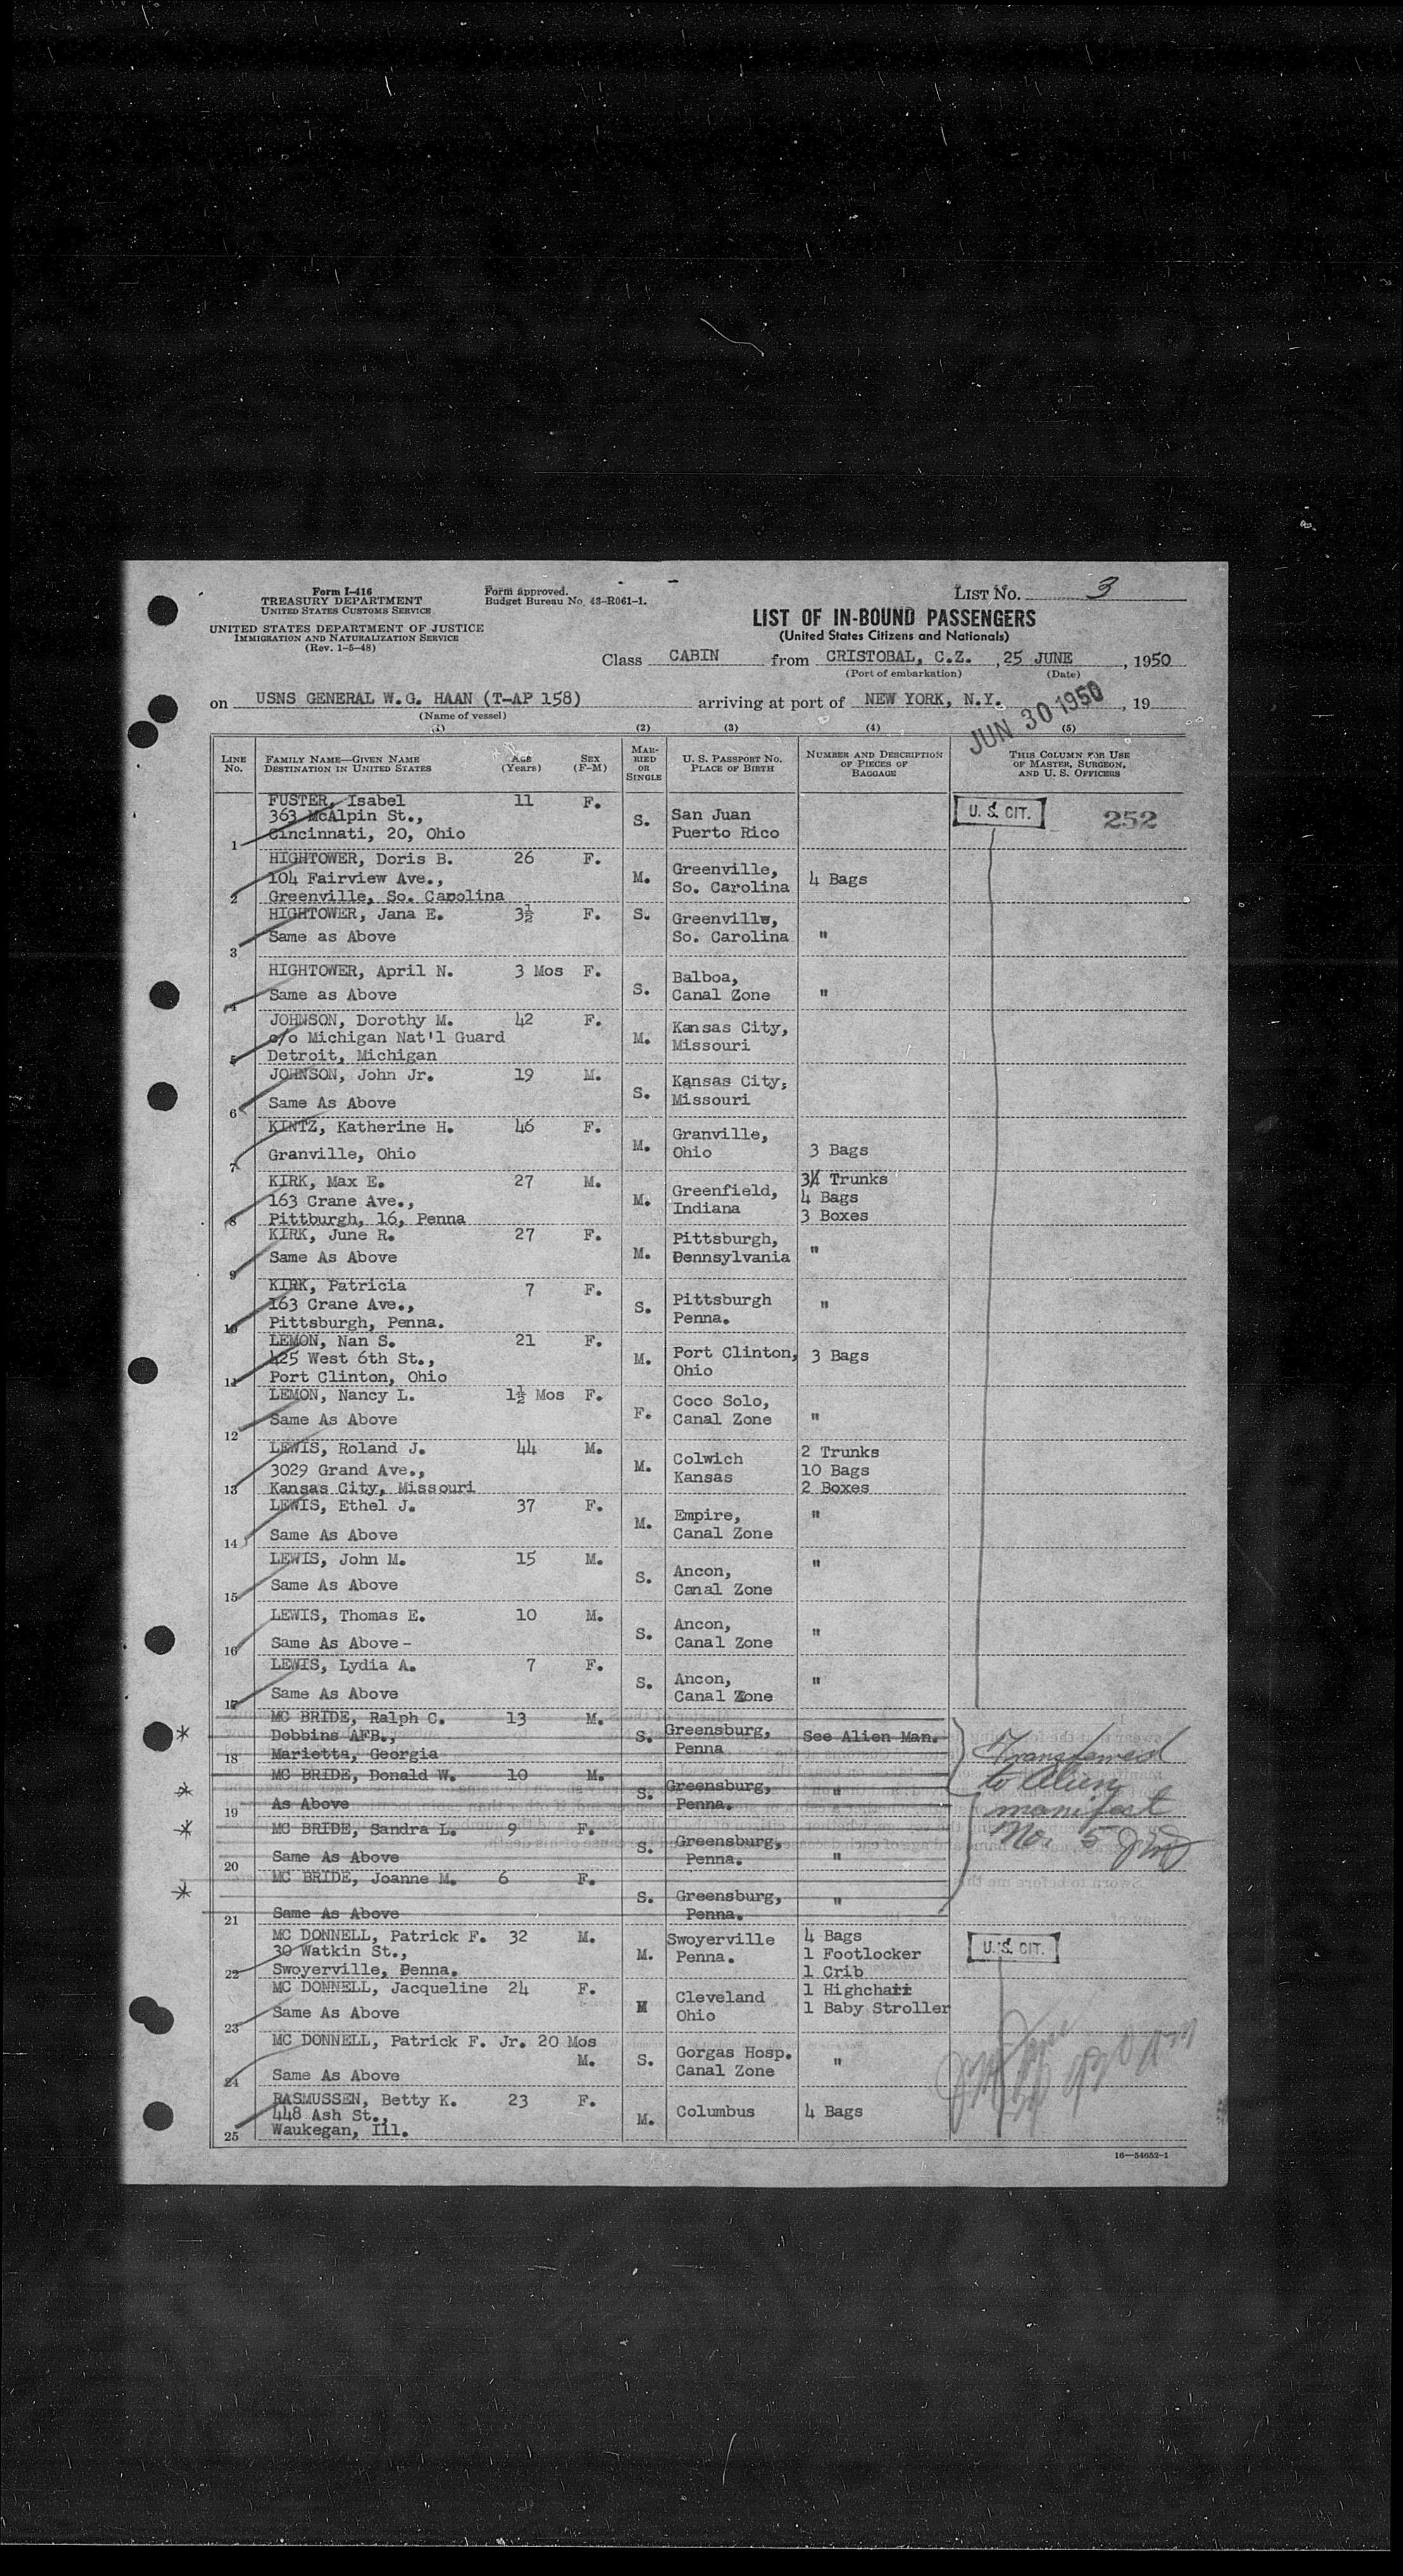 Form I-416
TREASURY DEPARTMENT
UNITED STATES CUSTOMS SERVICE
UNITED STATES DEPARTMENT OF JUSTICE
IMMIGRATION AND NATURALIZATION SERVICE
(Rev. 1-5-48)
Form approved.
Budget Bureau No. 43-R061-1.
LIST No. 3
LIST OF IN-BOUND PASSENGERS
(United States Citizens and Nationals)
Class CABIN from CRISTOBAL, C.Z. , 25 JUNE , 1950
(Port of embarkation) (Date)
on USNS GENERAL W.G. HAAN (T-AP 158) arriving at port of NEW YORK, N.Y. , 19
(Name of vessel)
JUN 30 1950
(1) (2) (3) (4) (5)
LINE No.
FAMILY NAME—GIVEN NAME
DESTINATION IN UNITED STATES
AGE (Years)
SEX (F-M)
MARRIED OR SINGLE
U. S. PASSPORT No.
PLACE OF BIRTH
NUMBER AND DESCRIPTION OF PIECES OF BAGGAGE
THIS COLUMN FOR USE OF MASTER, SURGEON, AND U. S. OFFICERS
FUSTER, Isabel 11 F. U. S. CIT. 252
363 McAlpin St., S. San Juan
1 Cincinnati, 20, Ohio Puerto Rico
HIGHTOWER, Doris B. 26 F.
104 Fairview Ave., M. Greenville, 4 Bags
2 Greenville, So. Carolina So. Carolina
HIGHTOWER, Jana E. 3½ F. S. Greenville,
3 Same as Above So. Carolina "
HIGHTOWER, April N. 3 Mos F. Balboa,
4 Same as Above S. Canal Zone "
JOHNSON, Dorothy M. 42 F. Kansas City,
c/o Michigan Nat'l Guard M. Missouri
5 Detroit, Michigan
JOHNSON, John Jr. 19 M. Kansas City,
6 Same As Above S. Missouri
KINTZ, Katherine H. 46 F. Granville,
7 Granville, Ohio M. Ohio 3 Bags
KIRK, Max E. 27 M. 3 Trunks
163 Crane Ave., M. Greenfield, 4 Bags
8 Pittburgh, 16, Penna Indiana 3 Boxes
KIRK, June R. 27 F. Pittsburgh,
9 Same As Above M. Pennsylvania "
KIRK, Patricia 7 F.
163 Crane Ave., S. Pittsburgh "
10 Pittsburgh, Penna. Penna.
LEMON, Nan S. 21 F.
425 West 6th St., M. Port Clinton, 3 Bags
11 Port Clinton, Ohio Ohio
LEMON, Nancy L. 1½ Mos F. Coco Solo,
12 Same As Above F. Canal Zone "
LEWIS, Roland J. 44 M. 2 Trunks
3029 Grand Ave., M. Colwich 10 Bags
13 Kansas City, Missouri Kansas 2 Boxes
LEWIS, Ethel J. 37 F. Empire, "
14 Same As Above M. Canal Zone
LEWIS, John M. 15 M. Ancon, "
15 Same As Above S. Canal Zone
LEWIS, Thomas E. 10 M. Ancon,
16 Same As Above - S. Canal Zone "
LEWIS, Lydia A. 7 F. Ancon, "
17 Same As Above S. Canal Zone
MC BRIDE, Ralph C. 13 M.
* Dobbins AFB., S. Greensburg, See Alien Man.
18 Marietta, Georgia Penna
MC BRIDE, Donald W. 10 M.
* S. Greensburg, "
19 As Above Penna.
* MC BRIDE, Sandra L. 9 F.
20 Same As Above S. Greensburg, Penna. "
MC BRIDE, Joanne M. 6 F.
* S. Greensburg, "
21 Same As Above Penna.
Transferred
to Alien
manifest
No. 5
MC DONNELL, Patrick F. 32 M. Swoyerville 4 Bags U. S. CIT.
30 Watkin St., M. Penna. 1 Footlocker
22 Swoyerville, Penna. 1 Crib
MC DONNELL, Jacqueline 24 F. Cleveland 1 Highchair
23 Same As Above M Ohio 1 Baby Stroller
MC DONNELL, Patrick F. Jr. 20 Mos
M. S. Gorgas Hosp. "
24 Same As Above Canal Zone
RASMUSSEN, Betty K. 23 F.
448 Ash St., M. Columbus 4 Bags
25 Waukegan, Ill.
16—54652-1